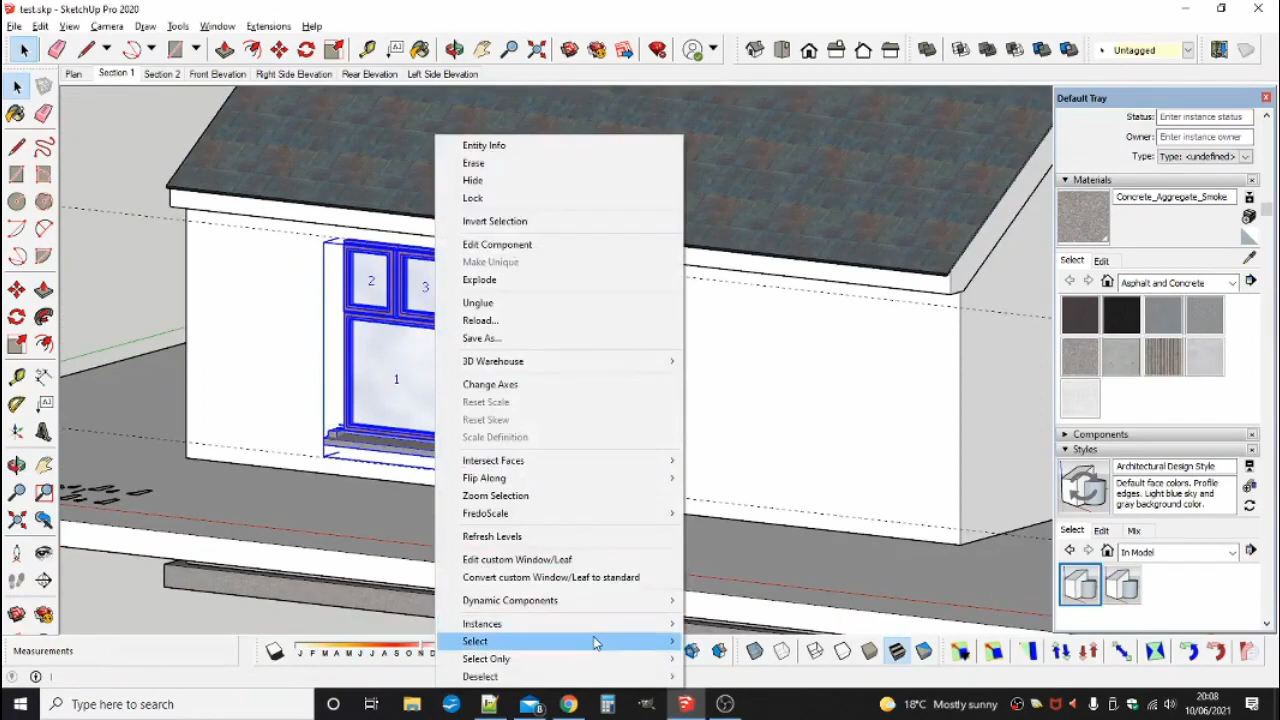 test.skp - SketchUp Pro 2020
File Edit View Camera Draw Tools Window Extensions Help
Untagged
Plan Section 1 Section 2 Front Elevation Right Side Elevation Rear Elevation Left Side Elevation
Default Tray
Status: Enter instance status
Owner: Enter instance owner
Type: Type: <undefined>
Materials
Concrete_Aggregate_Smoke
Select Edit
Asphalt and Concrete
Components
Styles
Architectural Design Style
Default face colors. Profile
edges. Light blue sky and
gray background color.
Select Edit Mix
In Model
2
3
1
Entity Info
Erase
Hide
Lock
Invert Selection
Edit Component
Make Unique
Explode
Unglue
Reload...
Save As...
3D Warehouse
Change Axes
Reset Scale
Reset Skew
Scale Definition
Intersect Faces
Flip Along
Zoom Selection
FredoScale
Refresh Levels
Edit custom Window/Leaf
Convert custom Window/Leaf to standard
Dynamic Components
Instances
Select
Select Only
Deselect
Measurements
J F M A M J J A S O N D
Type here to search
8
18°C Mostly sunny
20:08
10/06/2021